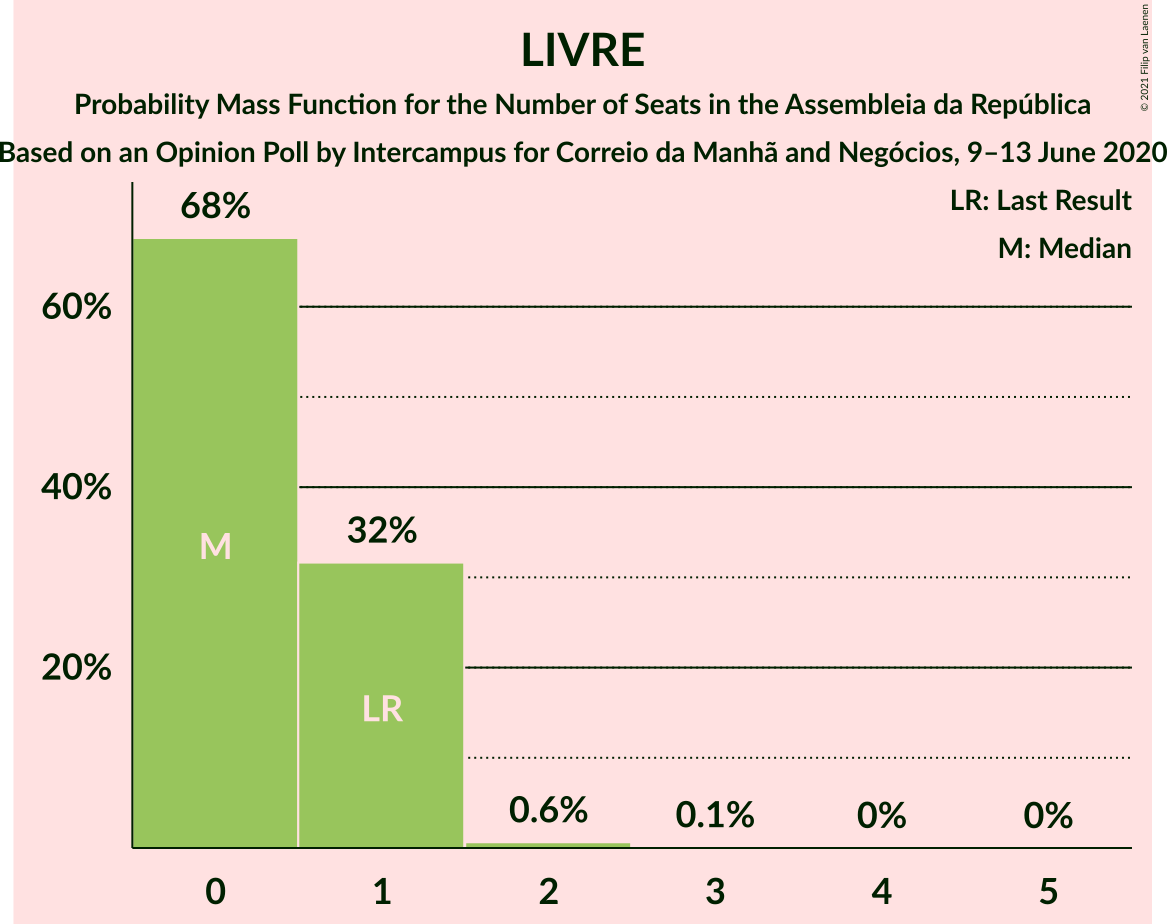 LIVRE
Probability Mass Function for the Number of Seats in the Assembleia da República
Based on an Opinion Poll by Intercampus for Correio da Manhã and Negócios, 9–13 June 2020
© 2021 Filip van Laenen
LR: Last Result
M: Median
68%
60%
40%
32%
M
20%
LR
0.6%
0.1%
0%
0%
0
1
2
3
4
5